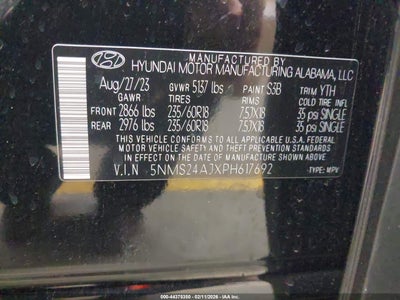 MANUFACTURED BY
HYUNDAI MOTOR MANUFACTURING ALABAMA, LLC
Aug/27/23 GVWR 5137 lbs PAINT S3B TRIM YTH
GAWR TIRES RIMS COLD TIRE INFL.
FRONT 2866 lbs 235/60R18 7.5JX18 35 psi SINGLE
REAR 2976 lbs 235/60R18 7.5JX18 35 psi SINGLE
THIS VEHICLE CONFORMS TO ALL APPLICABLE U.S.A. FEDERAL
MOTOR VEHICLE SAFETY AND THEFT PREVENTION STANDARDS
IN EFFECT ON THE DATE OF MANUFACTURE SHOWN ABOVE.
V.I.N 5NMS24AJXPH617692 TYPE: MPV
000-44379350 - 02/11/2026 - IAAI.COM